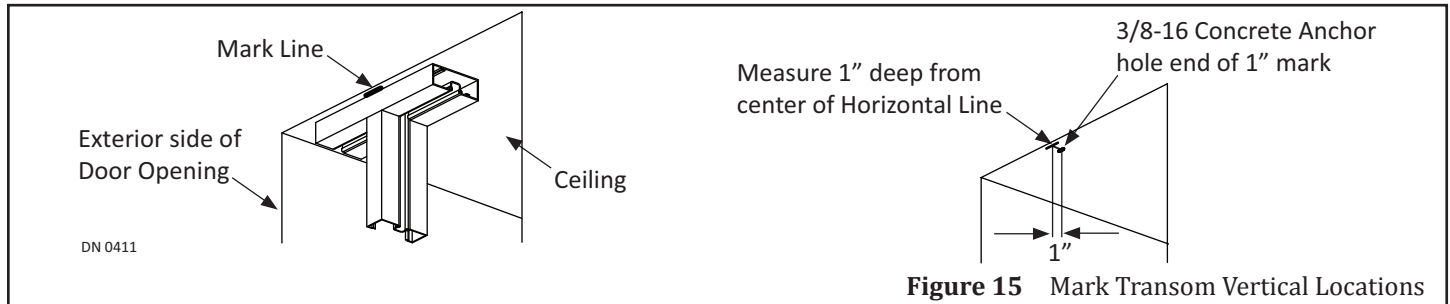 Mark Line
Exterior side of
Door Opening
Ceiling
DN 0411
Measure 1” deep from
center of Horizontal Line
3/8-16 Concrete Anchor
hole end of 1” mark
1”
Figure 15 Mark Transom Vertical Locations